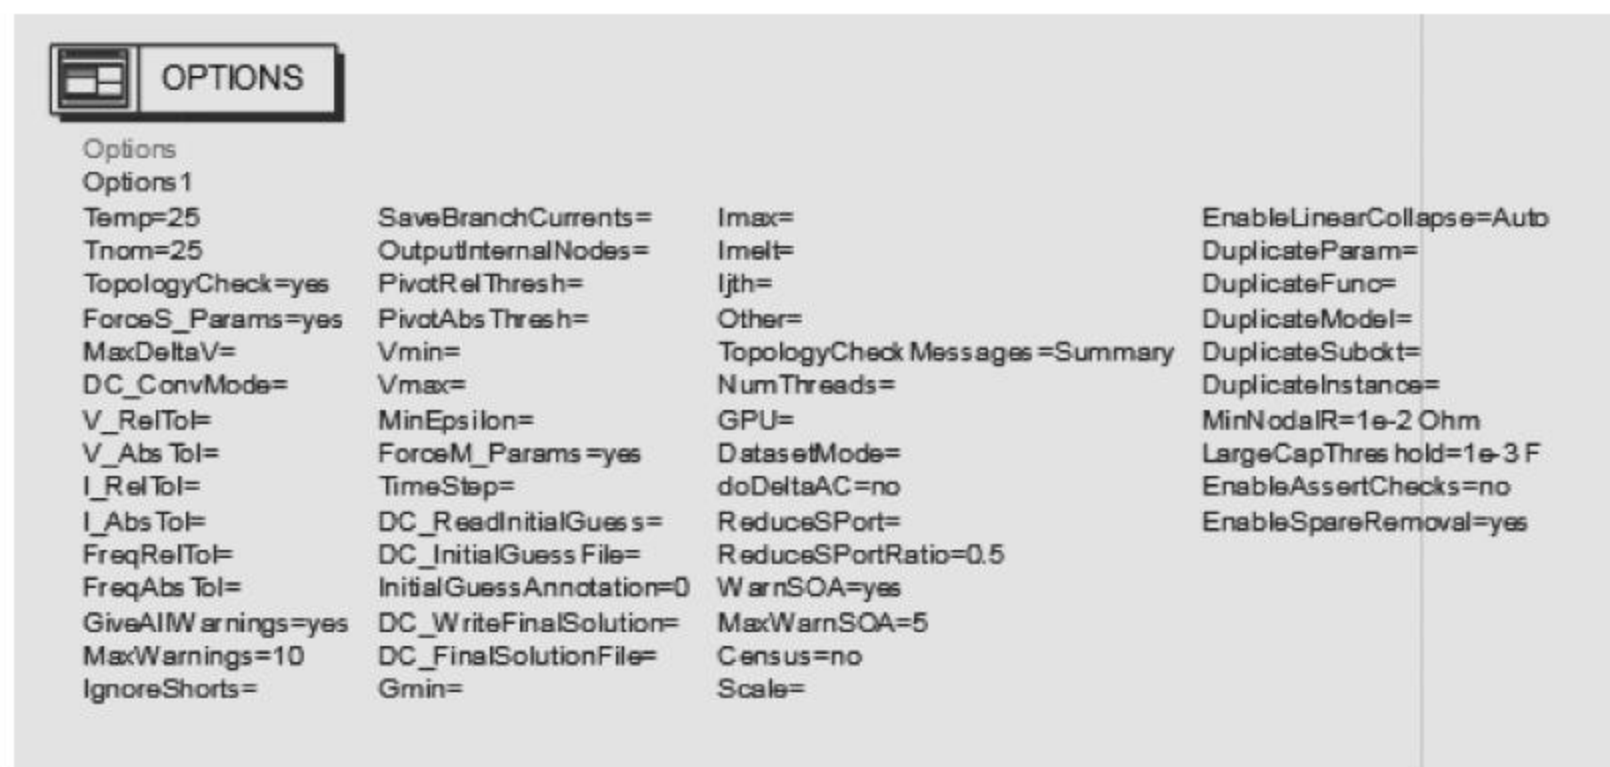 OPTIONS
Options
Options1
Temp=25
Tnom=25
TopologyCheck=yes
ForceS_Params=yes
MaxDeltaV=
DC_ConvMode=
V_RelTol=
V_AbsTol=
I_RelTol=
I_AbsTol=
FreqRelTol=
FreqAbsTol=
GiveAllWarnings=yes
MaxWarnings=10
IgnoreShorts=
SaveBranchCurrents=
OutputInternalNodes=
PivotRelThresh=
PivotAbsThresh=
Vmin=
Vmax=
MinEpsilon=
ForceM_Params=yes
TimeStep=
DC_ReadInitialGuess=
DC_InitialGuessFile=
InitialGuessAnnotation=0
DC_WriteFinalSolution=
DC_FinalSolutionFile=
Gmin=
Imax=
Imelt=
Ijth=
Other=
TopologyCheckMessages=Summary
NumThreads=
GPU=
DatasetMode=
doDeltaAC=no
ReduceSPort=
ReduceSPortRatio=0.5
WarnSOA=yes
MaxWarnSOA=5
Census=no
Scale=
EnableLinearCollapse=Auto
DuplicateParam=
DuplicateFunc=
DuplicateModel=
DuplicateSubckt=
DuplicateInstance=
MinNodalR=1e-2 Ohm
LargeCapThreshold=1e-3 F
EnableAssertChecks=no
EnableSpareRemoval=yes